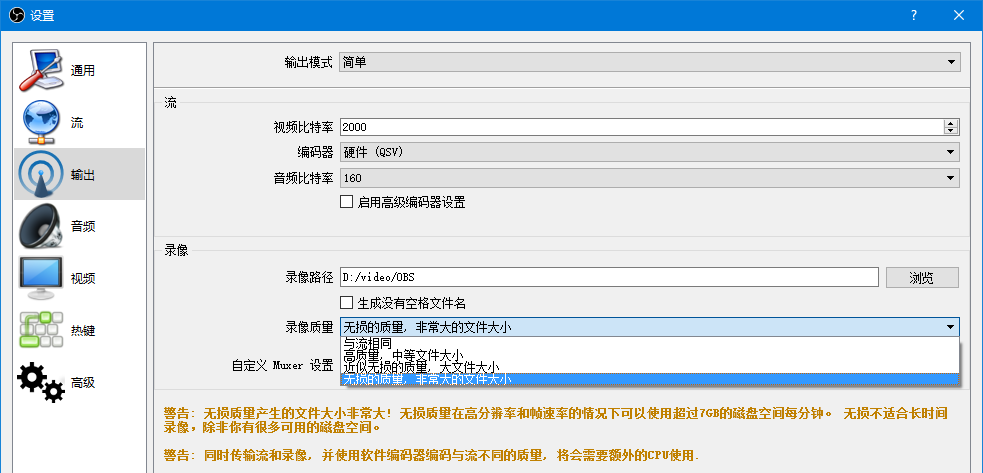 设置
通用
流
输出
音频
视频
热键
高级
输出模式 简单
流
视频比特率 2000
编码器 硬件 (QSV)
音频比特率 160
启用高级编码器设置
录像
录像路径 D:/video/OBS 浏览
生成没有空格文件名
录像质量 无损的质量, 非常大的文件大小
与流相同
高质量, 中等文件大小
近似无损的质量, 大文件大小
无损的质量, 非常大的文件大小
自定义 Muxer 设置
警告: 无损质量产生的文件大小非常大! 无损质量在高分辨率和帧速率的情况下可以使用超过7GB的磁盘空间每分钟。 无损不适合长时间
录像,除非你有很多可用的磁盘空间。
警告: 同时传输流和录像, 并使用软件编码器编码与流不同的质量, 将会需要额外的CPU使用.